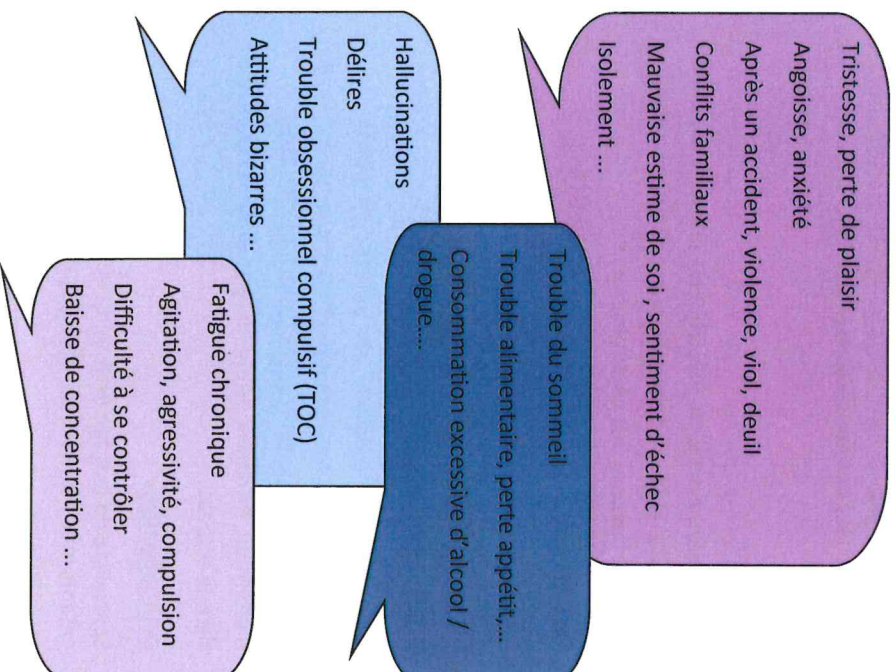 Tristesse, perte de plaisir
Angoisse, anxiété
Après un accident, violence, viol, deuil
Conflits familiaux
Mauvaise estime de soi , sentiment d'échec
Isolement ...
Trouble du sommeil
Trouble alimentaire, perte appétit,...
Consommation excessive d'alcool /
drogue....
Hallucinations
Délires
Trouble obsessionnel compulsif (TOC)
Attitudes bizarres ...
Fatigue chronique
Agitation, agressivité, compulsion
Difficulté à se contrôler
Baisse de concentration ...